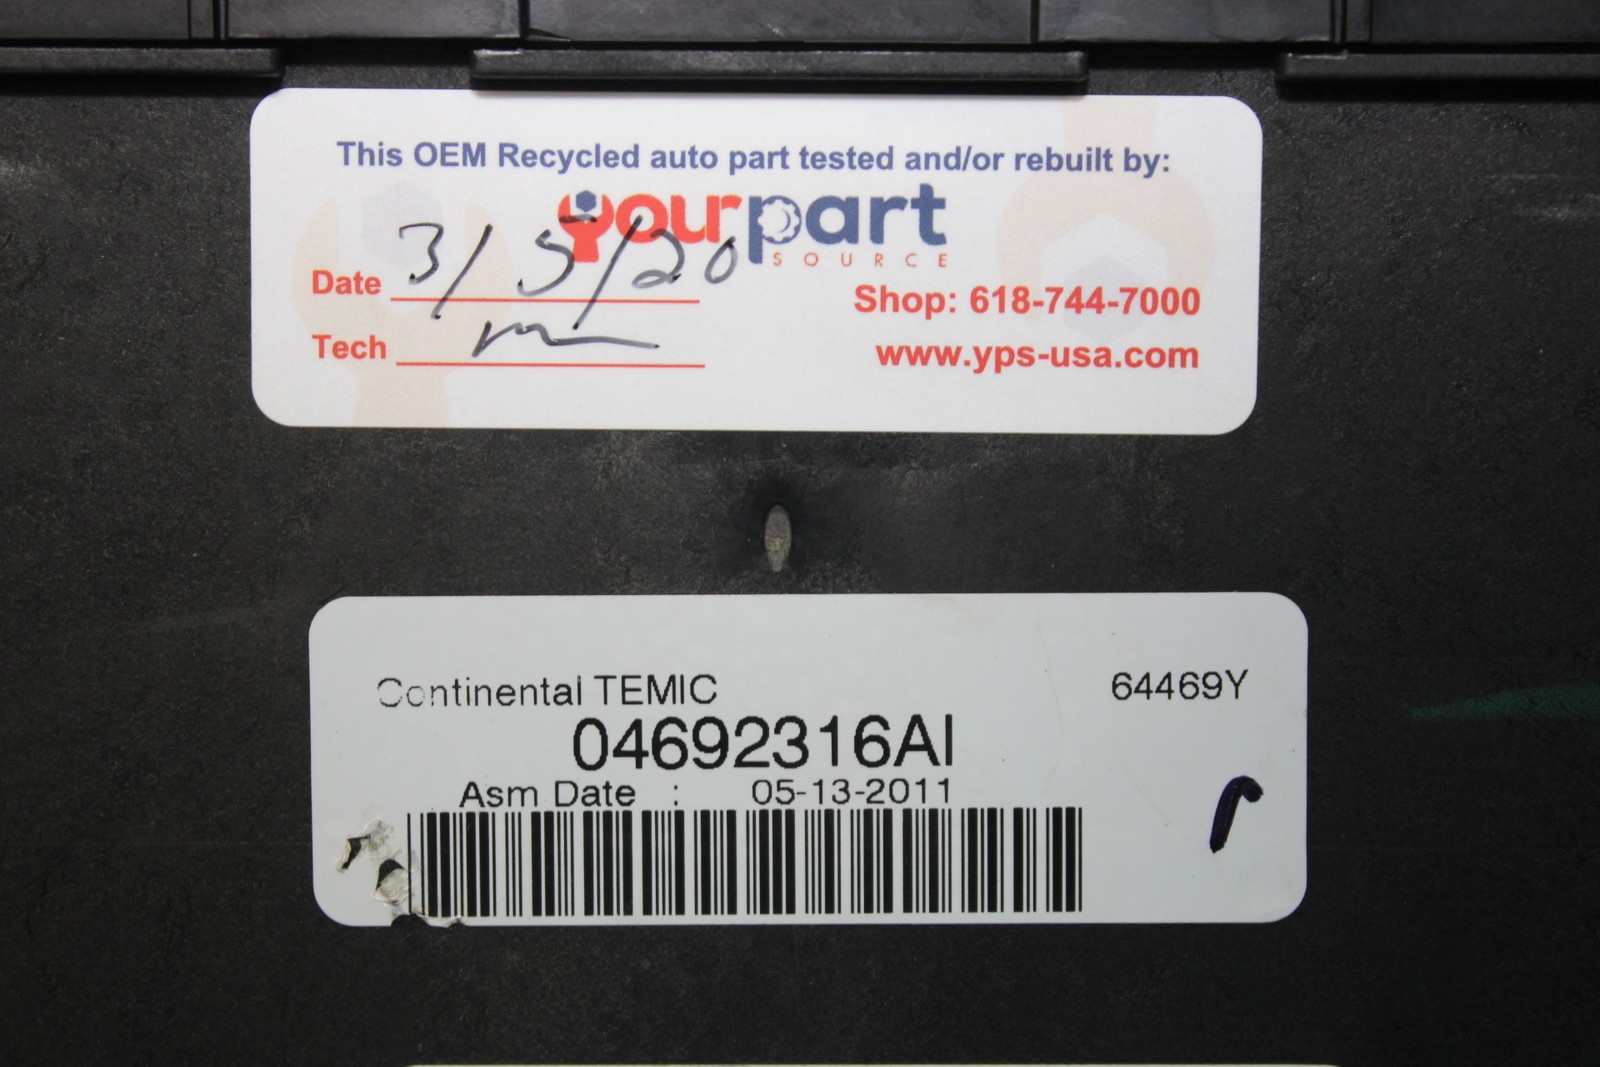 This OEM Recycled auto part tested and/or rebuilt by:
yourpart
SOURCE
Date 3/5/20
Shop: 618-744-7000
Tech
www.yps-usa.com
Continental TEMIC 64469Y
04692316AI
Asm Date : 05-13-2011